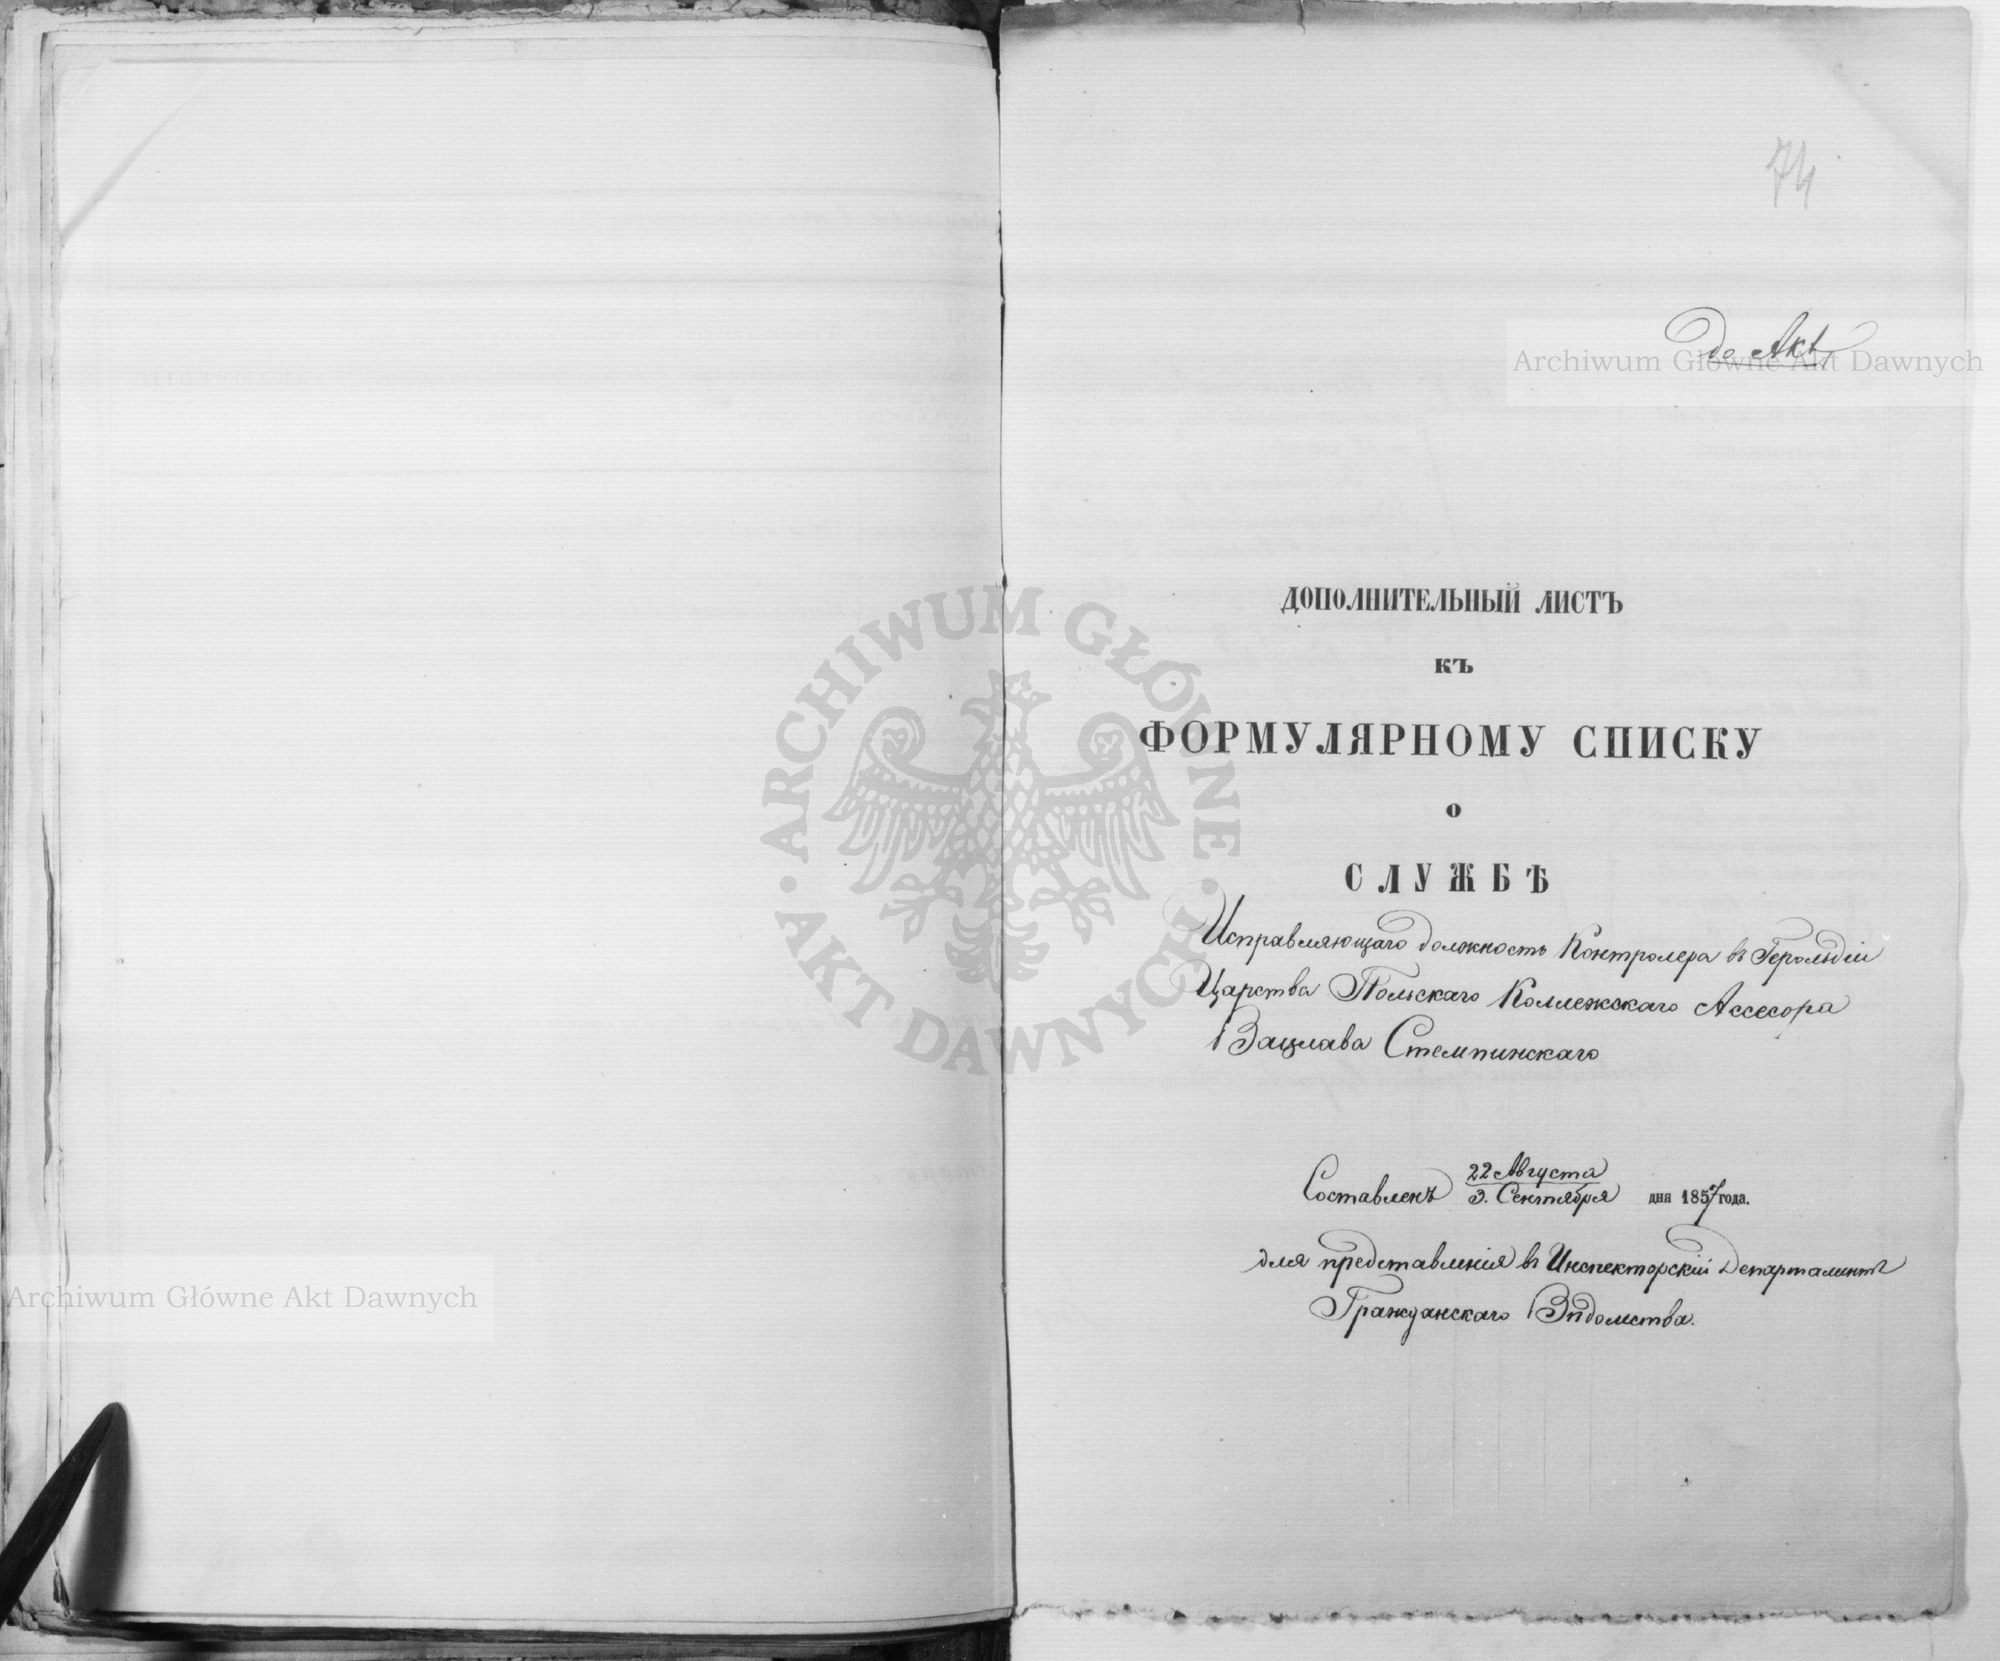 74
do Akt
ДОПОЛНИТЕЛЬНЫЙ ЛИСТЪ
КЪ
ФОРМУЛЯРНОМУ СПИСКУ
О
СЛУЖБѢ
Исправляющаго должность Контролера въ Герольдіи
Царства Польскаго Коллежскаго Ассесора
Вацлава Стемпинскаго
22 Августа
Составленъ 3. Сентября дня 1857 года.
для представленія въ Инспекторскій Департаментъ
Гражданскаго Вѣдомства.
Archiwum Główne Akt Dawnych
Archiwum Główne Akt Dawnych
ARCHIWUM GŁÓWNE · AKT DAWNYCH ·